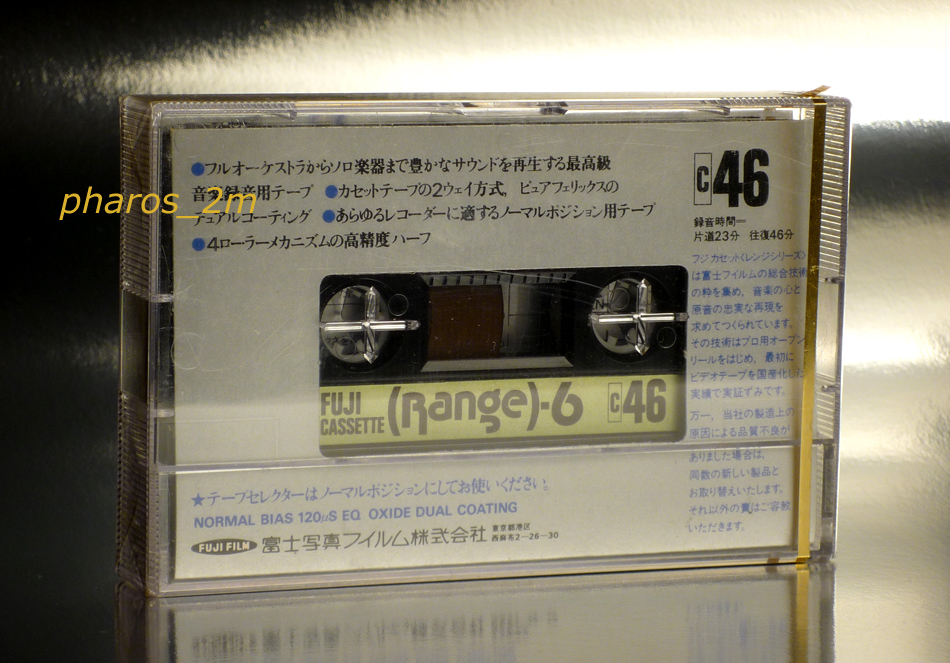 ●フルオーケストラからソロ楽器まで豊かなサウンドを再生する最高級
音楽録音用テープ ●カセットテープの2ウェイ方式，ピュアフェリックスの
デュアルコーティング ●あらゆるレコーダーに適するノーマルポジション用テープ
●4ローラーメカニズムの高精度ハーフ
pharos_2m
C46
録音時間=
片道23分 往復46分
フジカセット〈レンジシリーズ〉
は富士フイルムの総合技術
の粋を集め，音楽の心と
原音の忠実な再現を
求めてつくられています。
その技術はプロ用オープン
リールをはじめ，最初に
ビデオテープを国産化した
実績で実証ずみです。
万一，当社の製造上の
原因による品質不良が
ありました場合は，
同数の新しい製品と
お取り替えいたします。
それ以外の責はご容赦
いただきます。
FUJI
CASSETTE
(Range)-6
C46
★テープセレクターはノーマルポジションにしてお使いください。
NORMAL BIAS 120μS EQ OXIDE DUAL COATING
FUJI FILM 富士写真フイルム株式会社
東京都港区
西麻布2-26-30